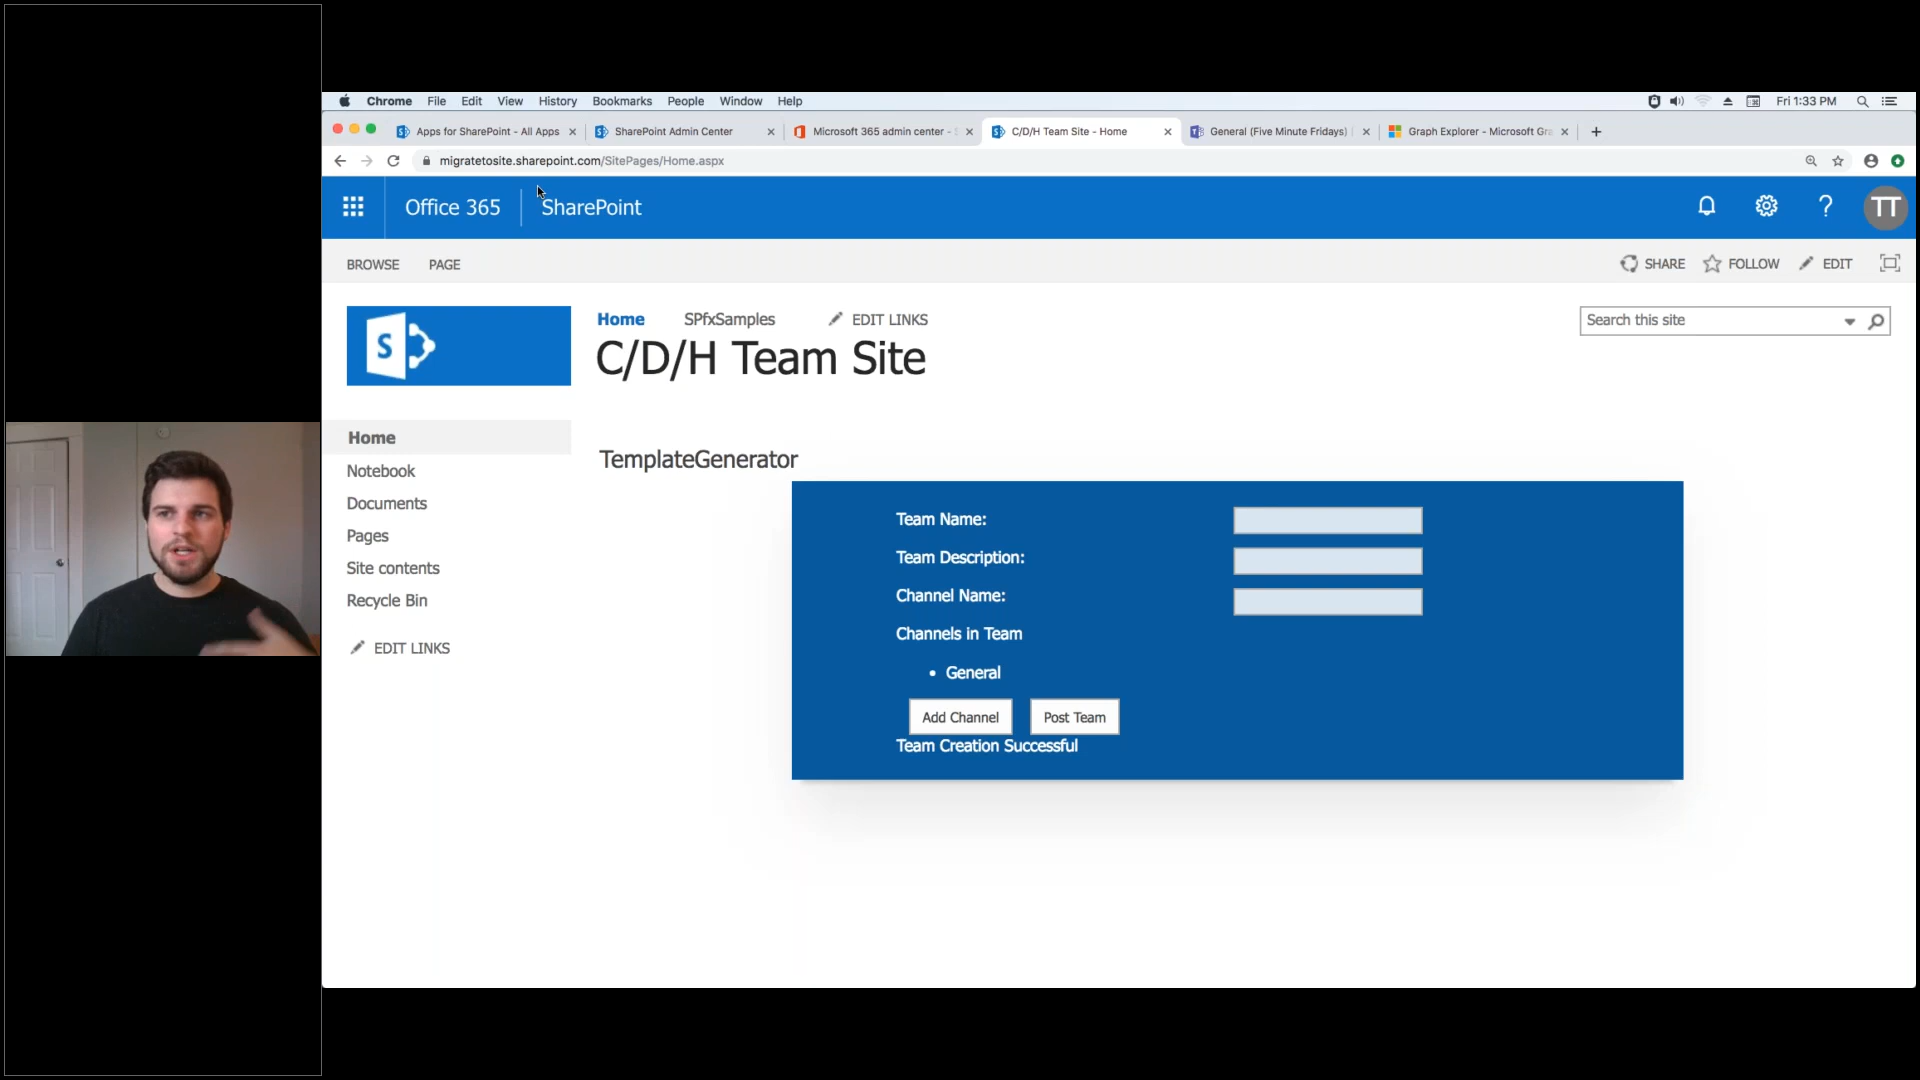 Chrome File Edit View History Bookmarks People Window Help Fri 1:33 PM
Apps for SharePoint - All Apps SharePoint Admin Center Microsoft 365 admin center - C/D/H Team Site - Home General (Five Minute Fridays) Graph Explorer - Microsoft Gra
migratetosite.sharepoint.com/SitePages/Home.aspx
Office 365 SharePoint ? TT
BROWSE PAGE SHARE FOLLOW EDIT
S
Home SPfxSamples EDIT LINKS
Search this site
C/D/H Team Site
Home
Notebook
Documents
Pages
Site contents
Recycle Bin
EDIT LINKS
TemplateGenerator
Team Name:
Team Description:
Channel Name:
Channels in Team
• General
Add Channel Post Team
Team Creation Successful